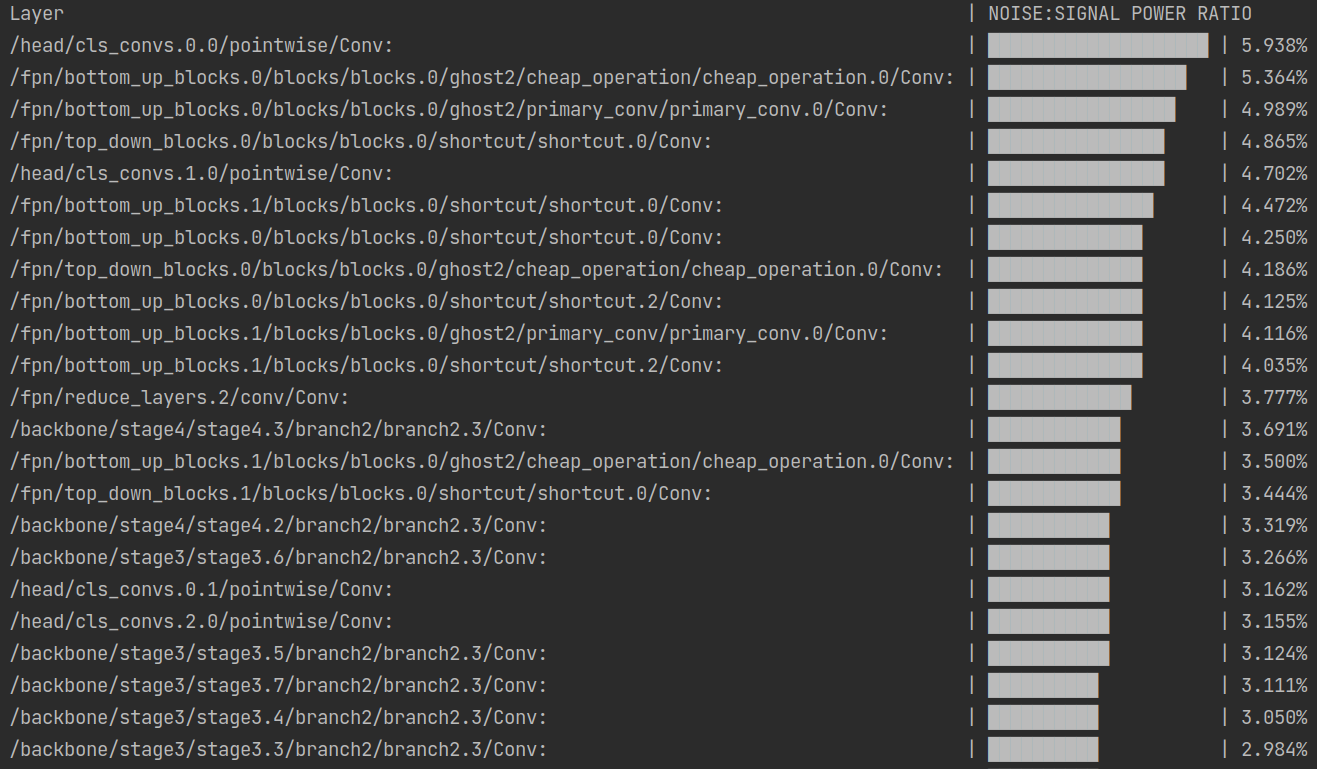 Layer | NOISE:SIGNAL POWER RATIO
/head/cls_convs.0.0/pointwise/Conv: | | 5.938%
/fpn/bottom_up_blocks.0/blocks/blocks.0/ghost2/cheap_operation/cheap_operation.0/Conv: | | 5.364%
/fpn/bottom_up_blocks.0/blocks/blocks.0/ghost2/primary_conv/primary_conv.0/Conv: | | 4.989%
/fpn/top_down_blocks.0/blocks/blocks.0/shortcut/shortcut.0/Conv: | | 4.865%
/head/cls_convs.1.0/pointwise/Conv: | | 4.702%
/fpn/bottom_up_blocks.1/blocks/blocks.0/shortcut/shortcut.0/Conv: | | 4.472%
/fpn/bottom_up_blocks.0/blocks/blocks.0/shortcut/shortcut.0/Conv: | | 4.250%
/fpn/top_down_blocks.0/blocks/blocks.0/ghost2/cheap_operation/cheap_operation.0/Conv: | | 4.186%
/fpn/bottom_up_blocks.0/blocks/blocks.0/shortcut/shortcut.2/Conv: | | 4.125%
/fpn/bottom_up_blocks.1/blocks/blocks.0/ghost2/primary_conv/primary_conv.0/Conv: | | 4.116%
/fpn/bottom_up_blocks.1/blocks/blocks.0/shortcut/shortcut.2/Conv: | | 4.035%
/fpn/reduce_layers.2/conv/Conv: | | 3.777%
/backbone/stage4/stage4.3/branch2/branch2.3/Conv: | | 3.691%
/fpn/bottom_up_blocks.1/blocks/blocks.0/ghost2/cheap_operation/cheap_operation.0/Conv: | | 3.500%
/fpn/top_down_blocks.1/blocks/blocks.0/shortcut/shortcut.0/Conv: | | 3.444%
/backbone/stage4/stage4.2/branch2/branch2.3/Conv: | | 3.319%
/backbone/stage3/stage3.6/branch2/branch2.3/Conv: | | 3.266%
/head/cls_convs.0.1/pointwise/Conv: | | 3.162%
/head/cls_convs.2.0/pointwise/Conv: | | 3.155%
/backbone/stage3/stage3.5/branch2/branch2.3/Conv: | | 3.124%
/backbone/stage3/stage3.7/branch2/branch2.3/Conv: | | 3.111%
/backbone/stage3/stage3.4/branch2/branch2.3/Conv: | | 3.050%
/backbone/stage3/stage3.3/branch2/branch2.3/Conv: | | 2.984%